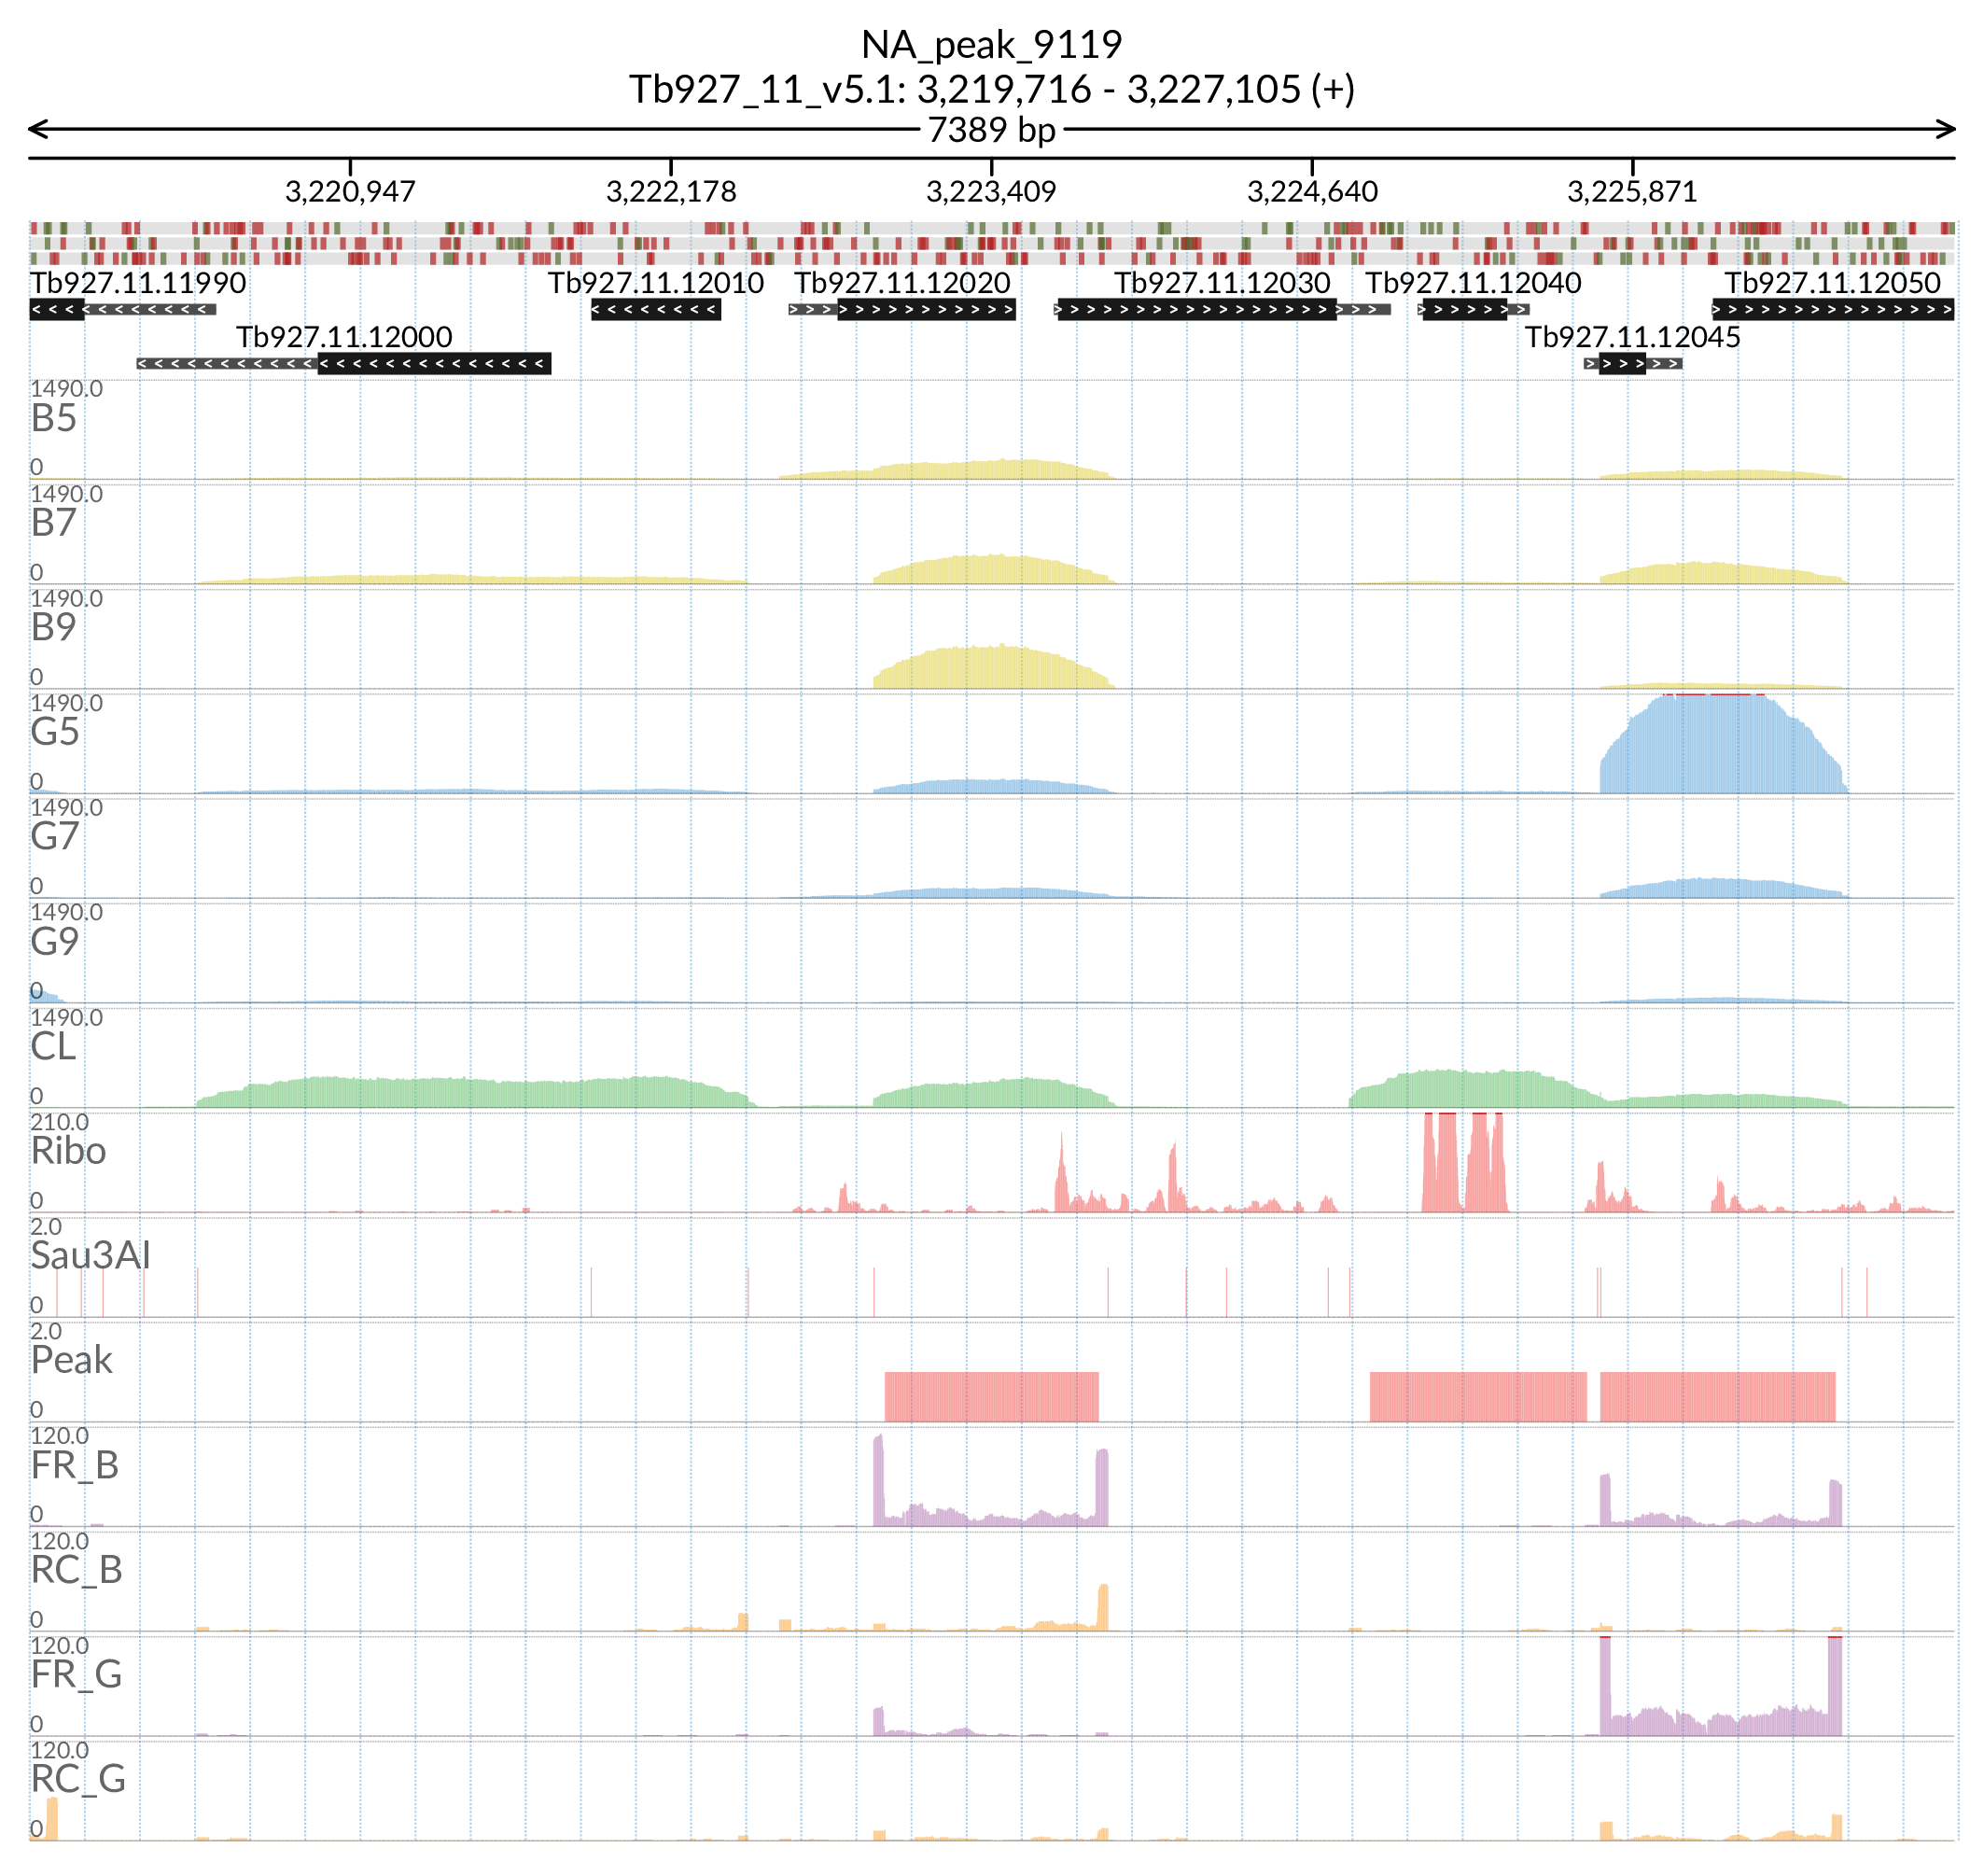 NA_peak_9119
Tb927_11_v5.1: 3,219,716 - 3,227,105 (+)
7389 bp
3,220,947 3,222,178 3,223,409 3,224,640 3,225,871
Tb927.11.11990 Tb927.11.12010 Tb927.11.12020 Tb927.11.12030 Tb927.11.12040 Tb927.11.12050
Tb927.11.12000 Tb927.11.12045
1490.0
B5
0
1490.0
B7
0
1490.0
B9
0
1490.0
G5
0
1490.0
G7
0
1490.0
G9
0
1490.0
CL
0
210.0
Ribo
0
2.0
Sau3AI
0
2.0
Peak
0
120.0
FR_B
0
120.0
RC_B
0
120.0
FR_G
0
120.0
RC_G
0